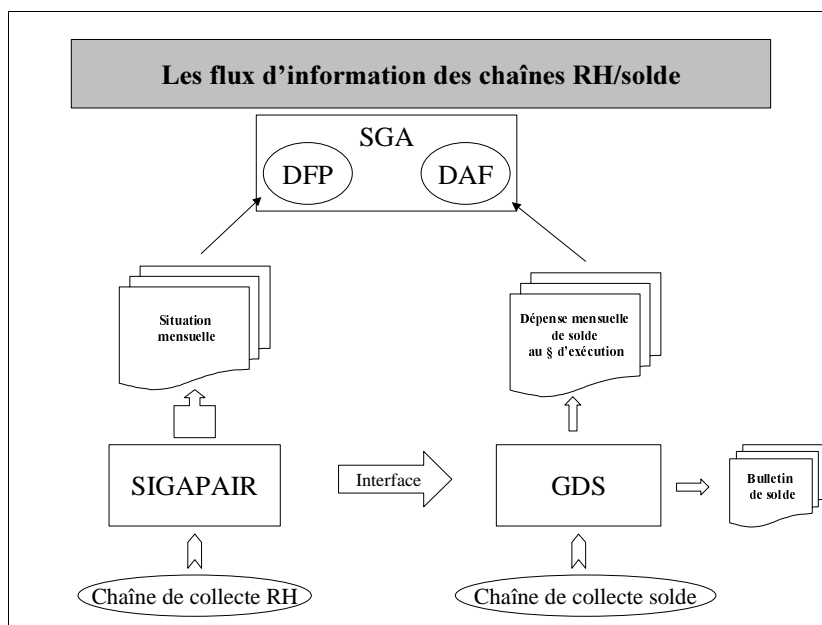 Les flux d'information des chaînes RH/solde
SGA
DFP
DAF
Situation
mensuelle
Dépense mensuelle
de solde
au § d'exécution
SIGAPAIR
Interface
GDS
Bulletin
de solde
Chaîne de collecte RH
Chaîne de collecte solde